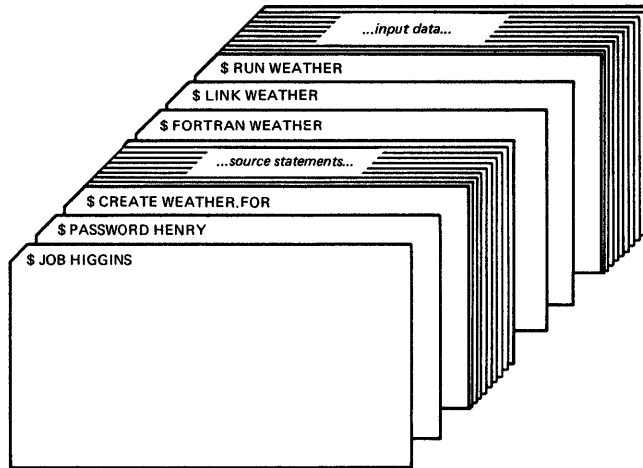 ...input data...
$ RUN WEATHER
$ LINK WEATHER
$ FORTRAN WEATHER
...source statements...
$ CREATE WEATHER.FOR
$ PASSWORD HENRY
$ JOB HIGGINS